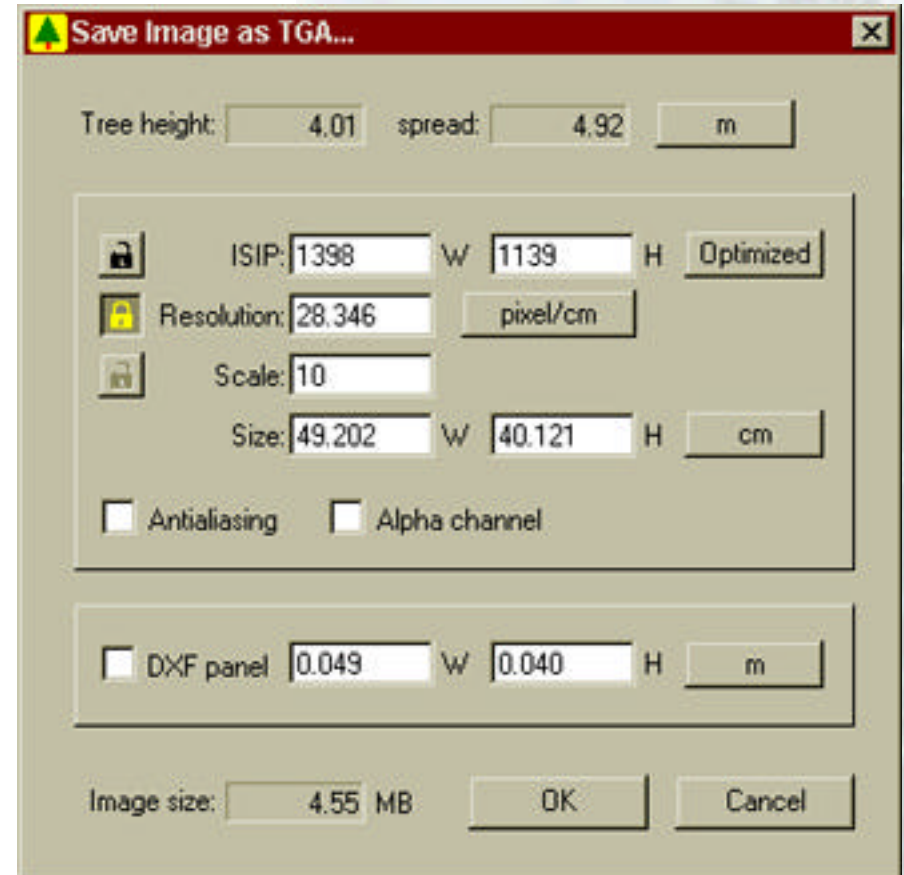 Save Image as TGA...
Tree height: 4.01 spread: 4.92 m
ISIP: 1398 W 1139 H Optimized
Resolution: 28.346 pixel/cm
Scale: 10
Size: 49.202 W 40.121 H cm
Antialiasing Alpha channel
DXF panel 0.049 W 0.040 H m
Image size: 4.55 MB OK Cancel